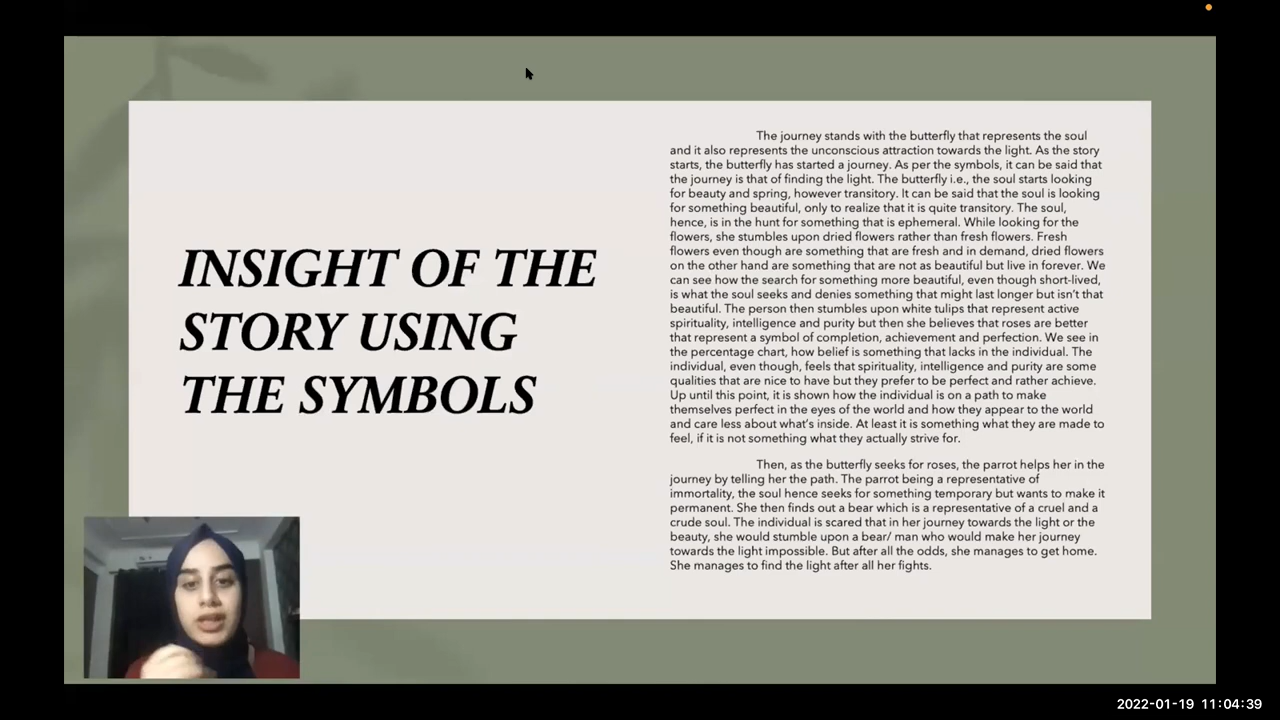 INSIGHT OF THE
STORY USING
THE SYMBOLS
The journey stands with the butterfly that represents the soul
and it also represents the unconscious attraction towards the light. As the story
starts, the butterfly has started a journey. As per the symbols, it can be said that
the journey is that of finding the light. The butterfly i.e., the soul starts looking
for beauty and spring, however transitory. It can be said that the soul is looking
for something beautiful, only to realize that it is quite transitory. The soul,
hence, is in the hunt for something that is ephemeral. While looking for the
flowers, she stumbles upon dried flowers rather than fresh flowers. Fresh
flowers even though are something that are fresh and in demand, dried flowers
on the other hand are something that are not as beautiful but live in forever. We
can see how the search for something more beautiful, even though short-lived,
is what the soul seeks and denies something that might last longer but isn't that
beautiful. The person then stumbles upon white tulips that represent active
spirituality, intelligence and purity but then she believes that roses are better
that represent a symbol of completion, achievement and perfection. We see in
the percentage chart, how belief is something that lacks in the individual. The
individual, even though, feels that spirituality, intelligence and purity are some
qualities that are nice to have but they prefer to be perfect and rather achieve.
Up until this point, it is shown how the individual is on a path to make
themselves perfect in the eyes of the world and how they appear to the world
and care less about what's inside. At least it is something what they are made to
feel, if it is not something what they actually strive for.
Then, as the butterfly seeks for roses, the parrot helps her in the
journey by telling her the path. The parrot being a representative of
immortality, the soul hence seeks for something temporary but wants to make it
permanent. She then finds out a bear which is a representative of a cruel and a
crude soul. The individual is scared that in her journey towards the light or the
beauty, she would stumble upon a bear/ man who would make her journey
towards the light impossible. But after all the odds, she manages to get home.
She manages to find the light after all her fights.
2022-01-19 11:04:39